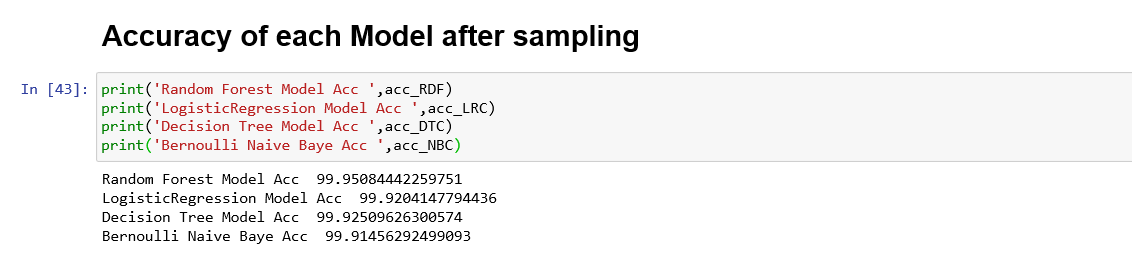 Accuracy of each Model after sampling
In [43]: print('Random Forest Model Acc ',acc_RDF)
print('LogisticRegression Model Acc ',acc_LRC)
print('Decision Tree Model Acc ',acc_DTC)
print('Bernoulli Naive Baye Acc ',acc_NBC)
Random Forest Model Acc  99.95084442259751
LogisticRegression Model Acc  99.9204147794436
Decision Tree Model Acc  99.92509626300574
Bernoulli Naive Baye Acc  99.91456292499093